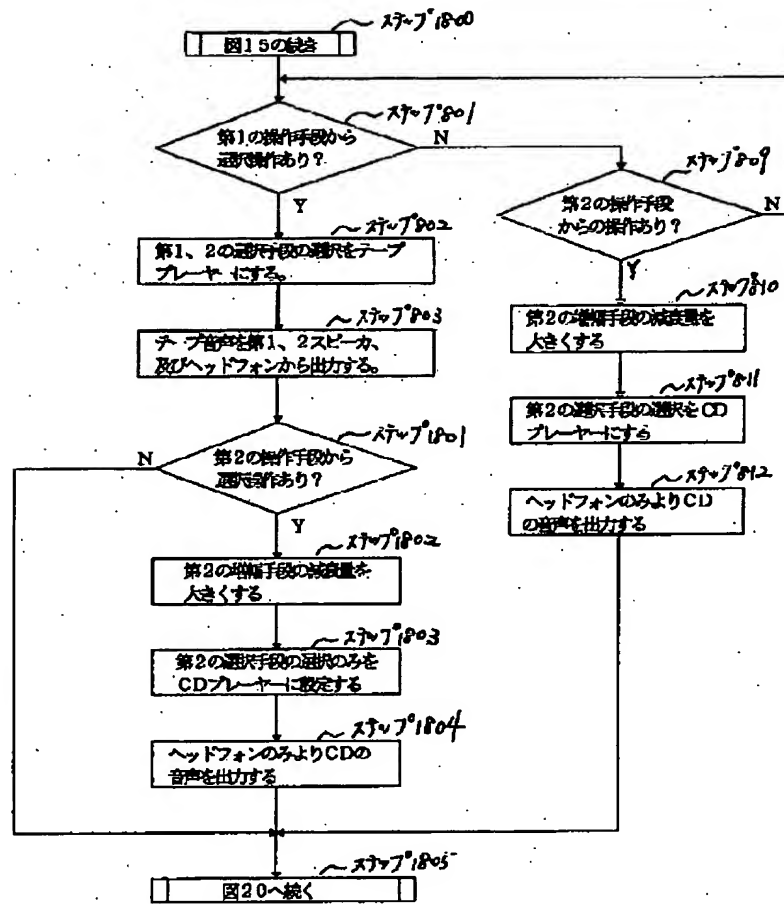 ステップ1800
図15の続き
ステップ801
第1の操作手段から
選択操作あり?
N
Y
ステップ802
第1、2の選択手段の選択をテープ
プレーヤーにする。
ステップ803
テープ音声を第1、2スピーカ、
及びヘッドフォンから出力する。
ステップ1801
第2の操作手段から
選択操作あり?
N
Y
ステップ1802
第2の増幅手段の減衰量を
大きくする
ステップ1803
第2の選択手段の選択のみを
CDプレーヤーに設定する
ステップ1804
ヘッドフォンのみよりCDの
音声を出力する
ステップ809
第2の操作手段
からの操作あり?
N
Y
ステップ810
第2の増幅手段の減衰量を
大きくする
ステップ811
第2の選択手段の選択をCD
プレーヤーにすら
ステップ812
ヘッドフォンのみよりCD
の音声を出力する
ステップ1805
図20へ続く